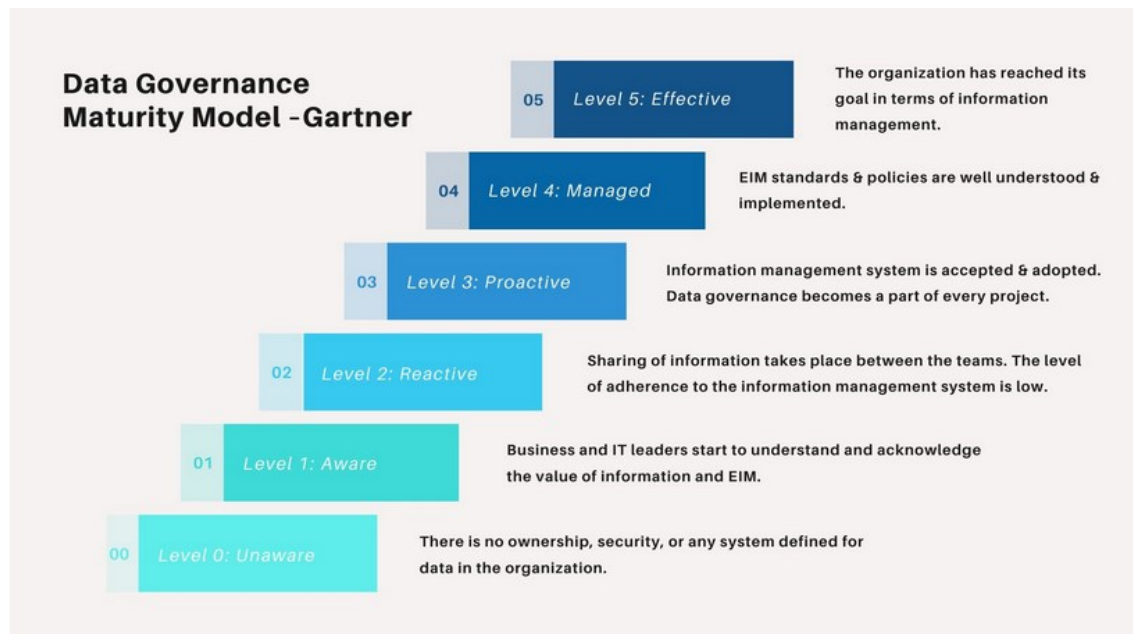 Data Governance
Maturity Model –Gartner
05
Level 5: Effective
The organization has reached its
goal in terms of information
management.
04
Level 4: Managed
EIM standards & policies are well understood &
implemented.
03
Level 3: Proactive
Information management system is accepted & adopted.
Data governance becomes a part of every project.
02
Level 2: Reactive
Sharing of information takes place between the teams. The level
of adherence to the information management system is low.
01
Level 1: Aware
Business and IT leaders start to understand and acknowledge
the value of information and EIM.
00
Level 0: Unaware
There is no ownership, security, or any system defined for
data in the organization.